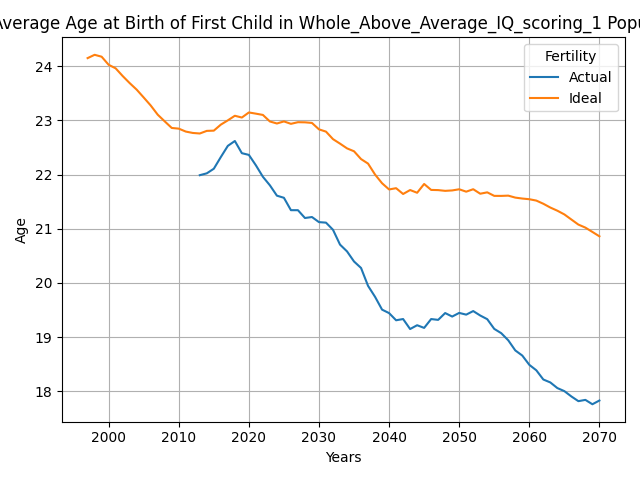 Average Age at Birth of First Child in Whole_Above_Average_IQ_scoring_1
Fertility
Actual
Ideal
24
23
22
21
20
19
18
Age
2000 2010 2020 2030 2040 2050 2060 2070
Years